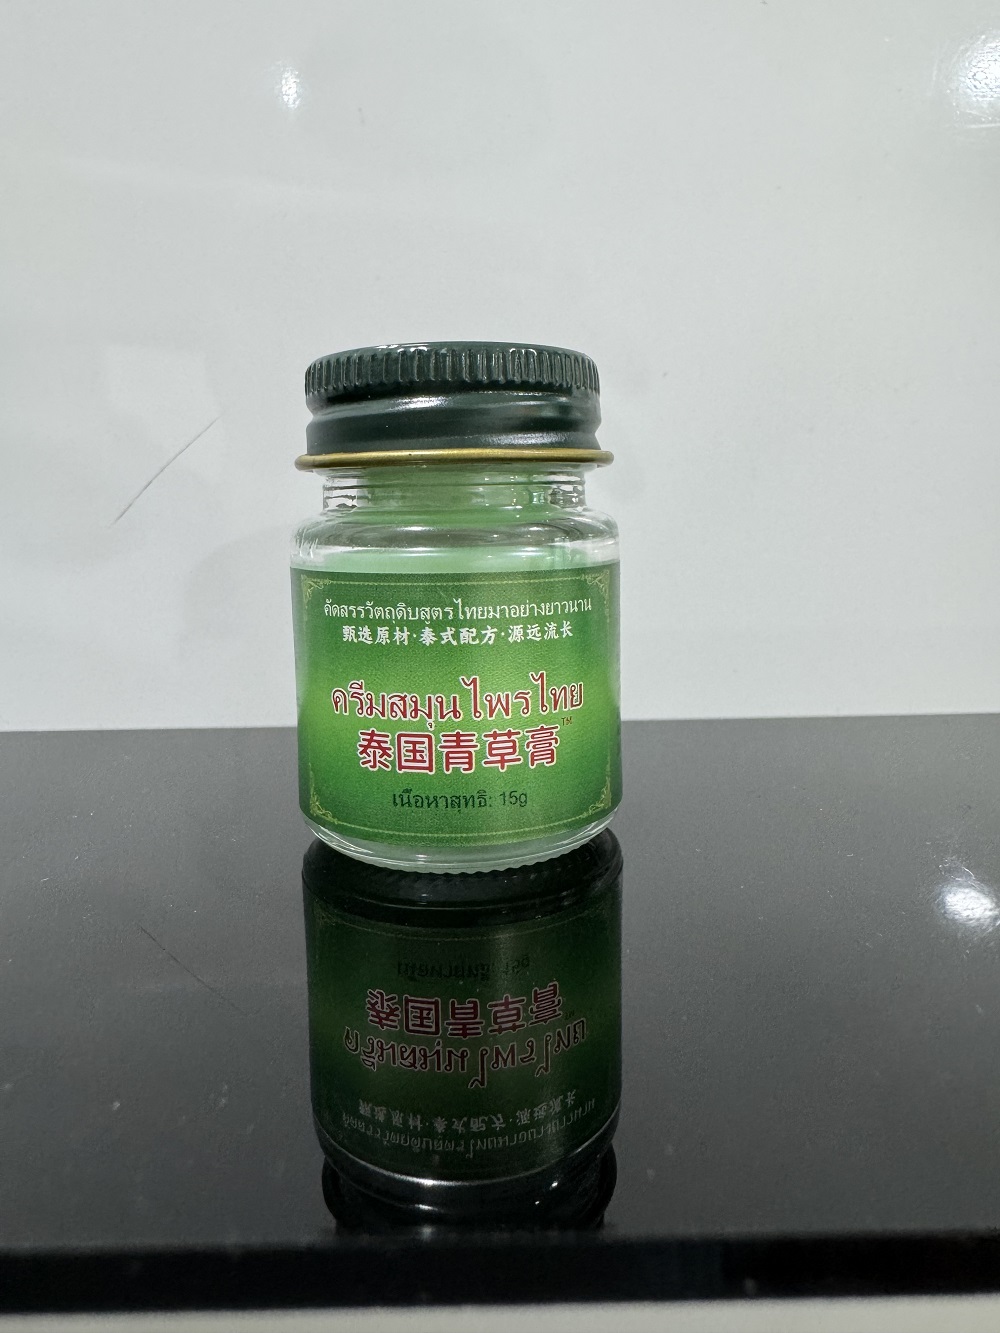 คัดสรรวัตถุดิบสูตรไทยมาอย่างยาวนาน
甄选原材·泰式配方·源远流长
ครีมสมุนไพรไทย
TM
泰国青草膏
เนื้อหาสุทธิ: 15g